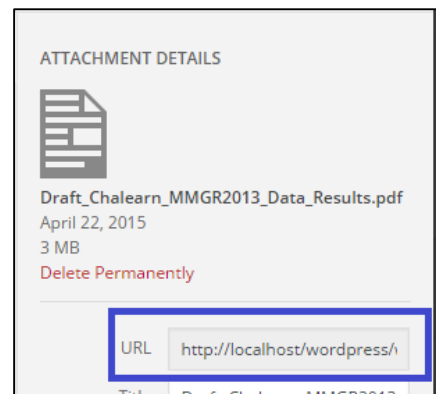 ATTACHMENT DETAILS
Draft_Chalearn_MMGR2013_Data_Results.pdf
April 22, 2015
3 MB
Delete Permanently
URL http://localhost/wordpress/